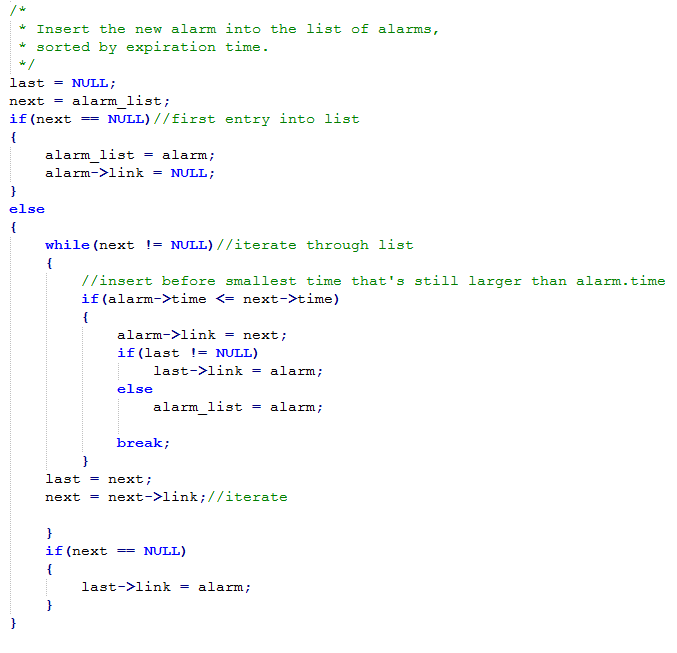 /*
 * Insert the new alarm into the list of alarms,
 * sorted by expiration time.
 */
last = NULL;
next = alarm_list;
if(next == NULL)//first entry into list
{
    alarm_list = alarm;
    alarm->link = NULL;
}
else
{
    while(next != NULL)//iterate through list
    {
        //insert before smallest time that's still larger than alarm.time
        if(alarm->time <= next->time)
        {
            alarm->link = next;
            if(last != NULL)
                last->link = alarm;
            else
                alarm_list = alarm;

            break;
        }
    last = next;
    next = next->link;//iterate

    }
    if(next == NULL)
    {
        last->link = alarm;
    }
}